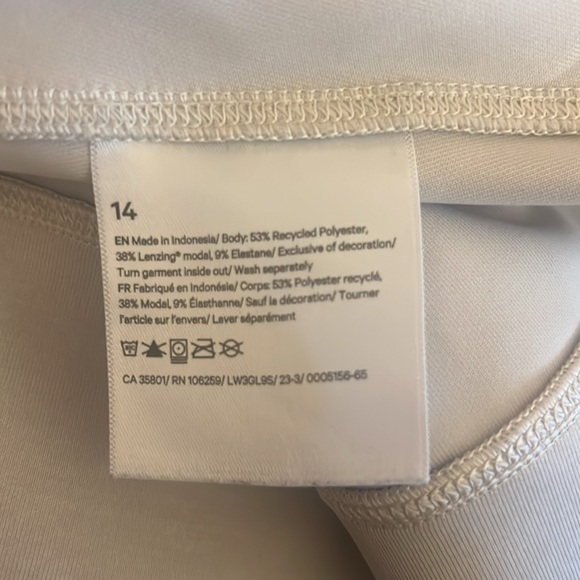 14
EN Made in Indonesia/ Body: 53% Recycled Polyester,
38% Lenzing® modal, 9% Elastane/ Exclusive of decoration/
Turn garment inside out/ Wash separately
FR Fabriqué en Indonésie/ Corps: 53% Polyester recyclé,
38% Modal, 9% Élasthanne/ Sauf la décoration/ Tourner
l'article sur l'envers/ Laver séparément
CA 35801/ RN 106259/ LW3GL9S/ 23-3/ 0005156-65